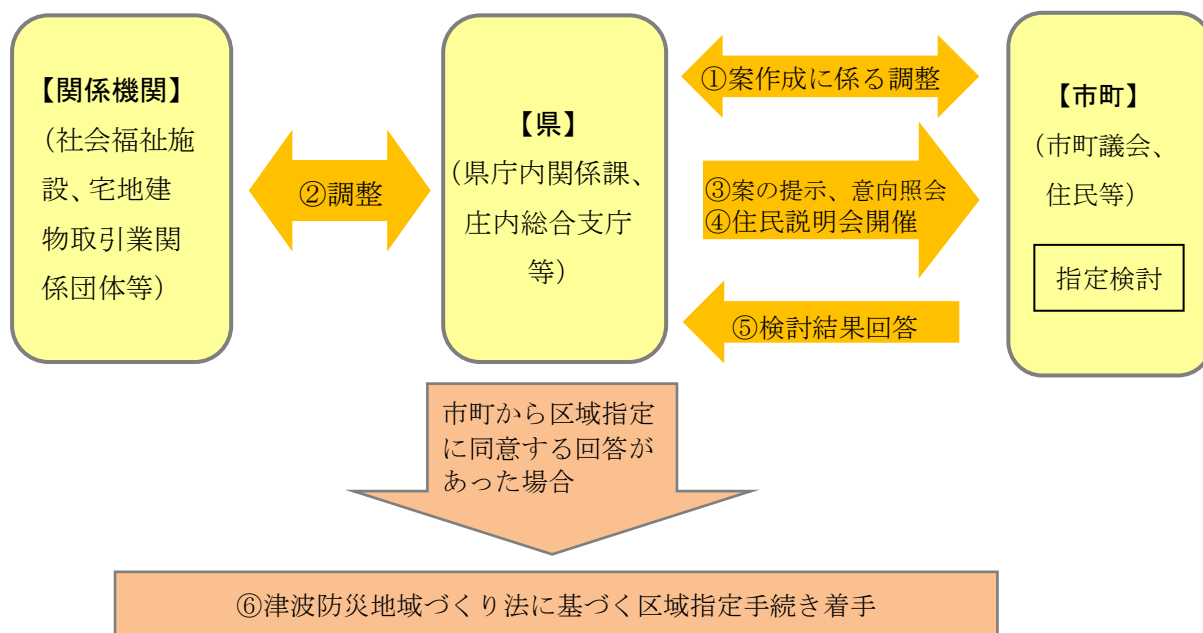 【関係機関】
(社会福祉施
設、宅地建
物取引業関
係団体等)
②調整
【県】
(県庁内関係課、
庄内総合支庁
等)
①案作成に係る調整
③案の提示、意向照会
④住民説明会開催
⑤検討結果回答
【市町】
(市町議会、
住民等)
指定検討
市町から区域指定
に同意する回答が
あった場合
⑥津波防災地域づくり法に基づく区域指定手続き着手